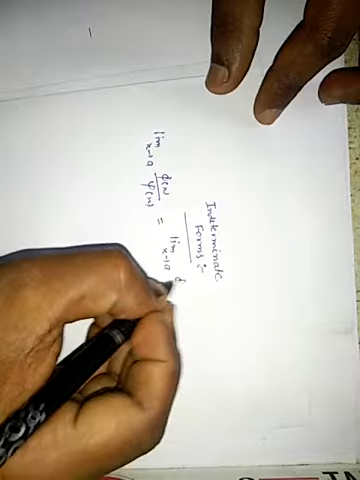 Indeterminate
Forms :-
lim x→a φ(x)/ψ(x) = lim x→a